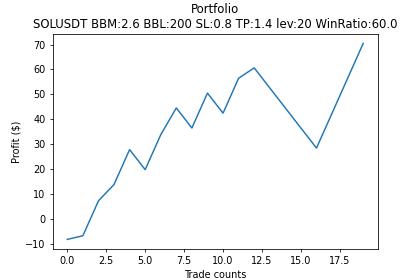 Portfolio
SOLUSDT BBM:2.6 BBL:200 SL:0.8 TP:1.4 lev:20 WinRatio:60.0
70
60
50
40
30
20
10
0
−10
Profit ($)
0.0 2.5 5.0 7.5 10.0 12.5 15.0 17.5
Trade counts